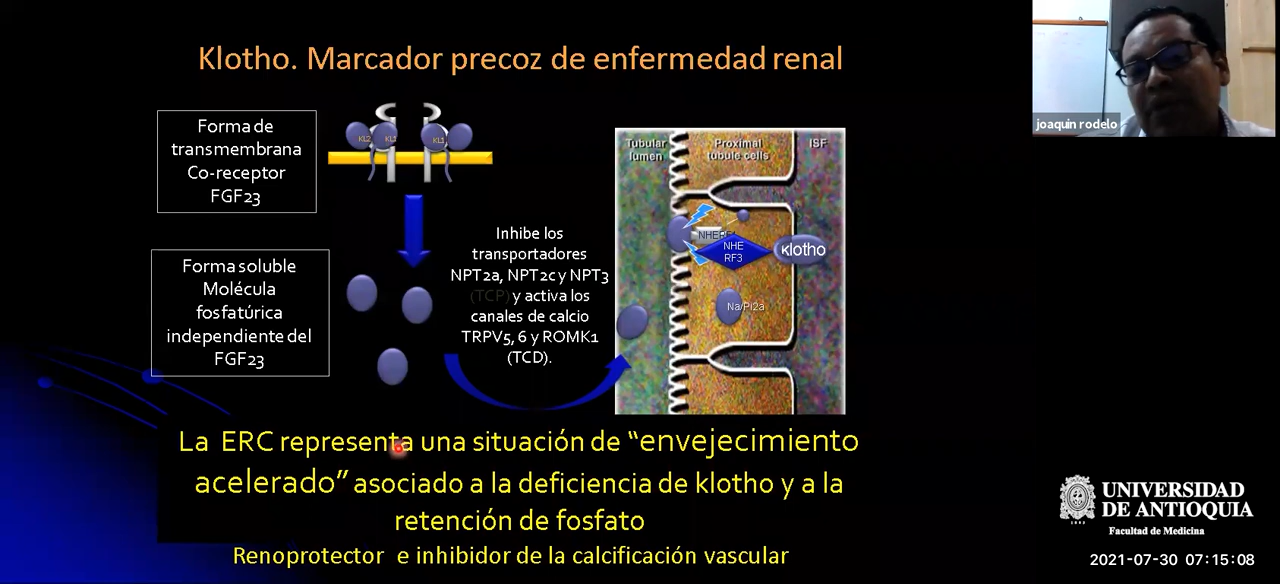 Klotho. Marcador precoz de enfermedad renal
joaquin rodelo
Forma de
transmembrana
Co-receptor
FGF23
KL2
KL1
KL1
Forma soluble
Molécula
fosfatúrica
independiente del
FGF23
Inhibe los
transportadores
NPT2a, NPT2c y NPT3
(TCP) y activa los
canales de calcio
TRPV5, 6 y ROMK1
(TCD).
Tubular
lumen
Proximal
tubule cells
ISF
NHE
RF3
Klotho
Na/Pi2a
La ERC representa una situación de “envejecimiento
acelerado” asociado a la deficiencia de klotho y a la
retención de fosfato
Renoprotector e inhibidor de la calcificación vascular
UNIVERSIDAD
DE ANTIOQUIA
1803
Facultad de Medicina
2021-07-30 07:15:08